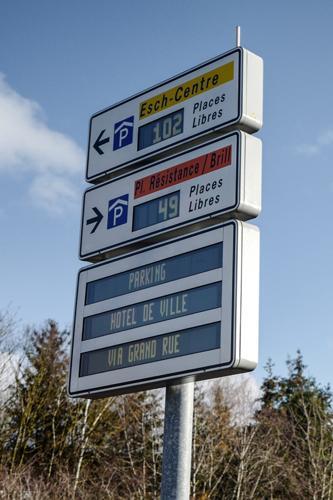 Esch-Centre
P 102 Places
Libres
Pl. Résistance / Brill
P 49 Places
Libres
PARKING
HOTEL DE VILLE
VIA GRAND RUE